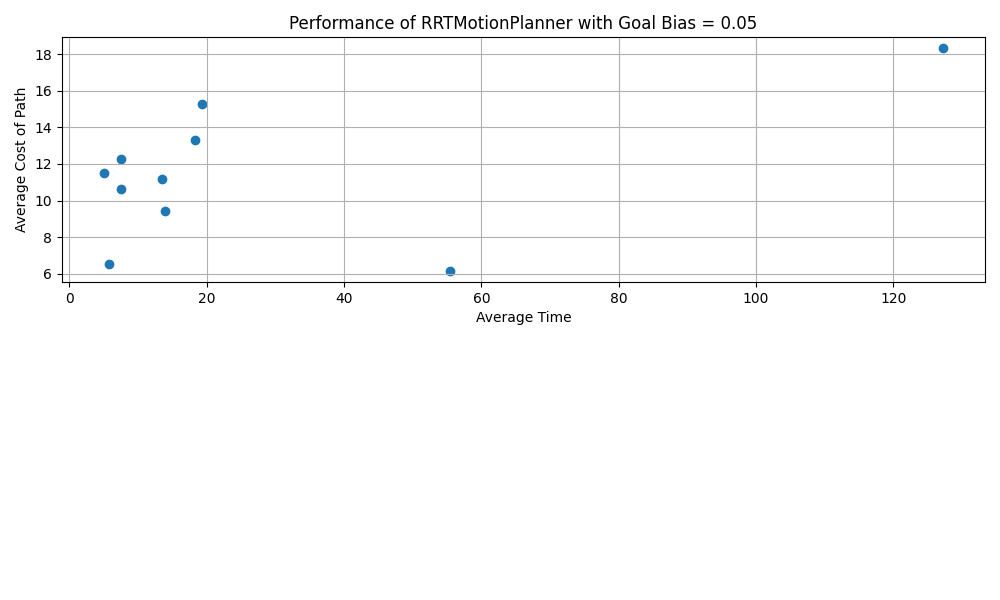 Performance of RRTMotionPlanner with Goal Bias = 0.05
Average Cost of Path
18
16
14
12
10
8
6
0 20 40 60 80 100 120
Average Time